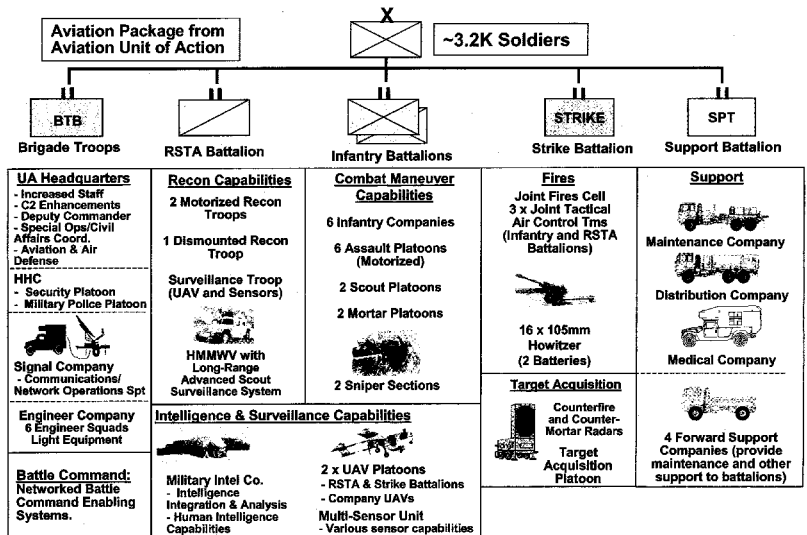 X
Aviation Package from
Aviation Unit of Action
~3.2K Soldiers
BTB
Brigade Troops
RSTA Battalion
Infantry Battalions
STRIKE
Strike Battalion
SPT
Support Battalion
UA Headquarters
- Increased Staff
- C2 Enhancements
- Deputy Commander
- Special Ops/Civil
Affairs Coord.
- Aviation & Air
Defense
HHC
- Security Platoon
- Military Police Platoon
Signal Company
- Communications/
Network Operations Spt
Engineer Company
6 Engineer Squads
Light Equipment
Battle Command:
Networked Battle
Command Enabling
Systems.
Recon Capabilities
2 Motorized Recon
Troops
1 Dismounted Recon
Troop
Surveillance Troop
(UAV and Sensors)
HMMWV with
Long-Range
Advanced Scout
Surveillance System
Combat Maneuver
Capabilities
6 Infantry Companies
6 Assault Platoons
(Motorized)
2 Scout Platoons
2 Mortar Platoons
2 Sniper Sections
Intelligence & Surveillance Capabilities
Military Intel Co.
- Intelligence
Integration & Analysis
- Human Intelligence
Capabilities
2 x UAV Platoons
- RSTA & Strike Battalions
- Company UAVs
Multi-Sensor Unit
- Various sensor capabilities
Fires
Joint Fires Cell
3 x Joint Tactical
Air Control Tms
(Infantry and RSTA
Battalions)
16 x 105mm
Howitzer
(2 Batteries)
Target Acquisition
Counterfire
and Counter-
Mortar Radars
Target
Acquisition
Platoon
Support
Maintenance Company
Distribution Company
Medical Company
4 Forward Support
Companies (provide
maintenance and other
support to battalions)